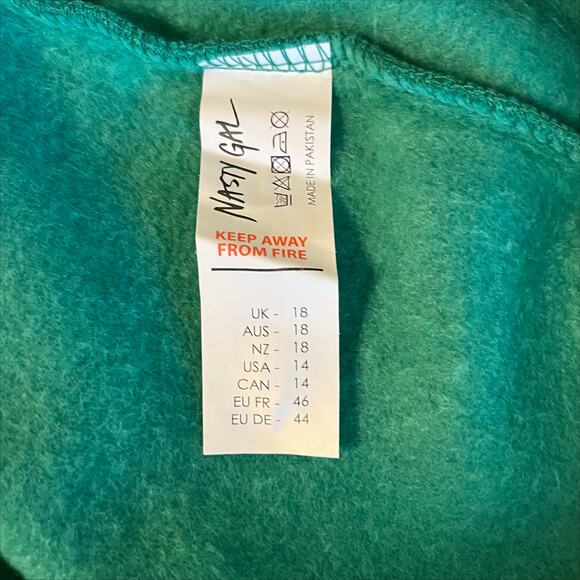 NASTY GAL
MADE IN PAKISTAN
KEEP AWAY
FROM FIRE
UK - 18
AUS - 18
NZ - 18
USA - 14
CAN - 14
EU FR - 46
EU DE - 44